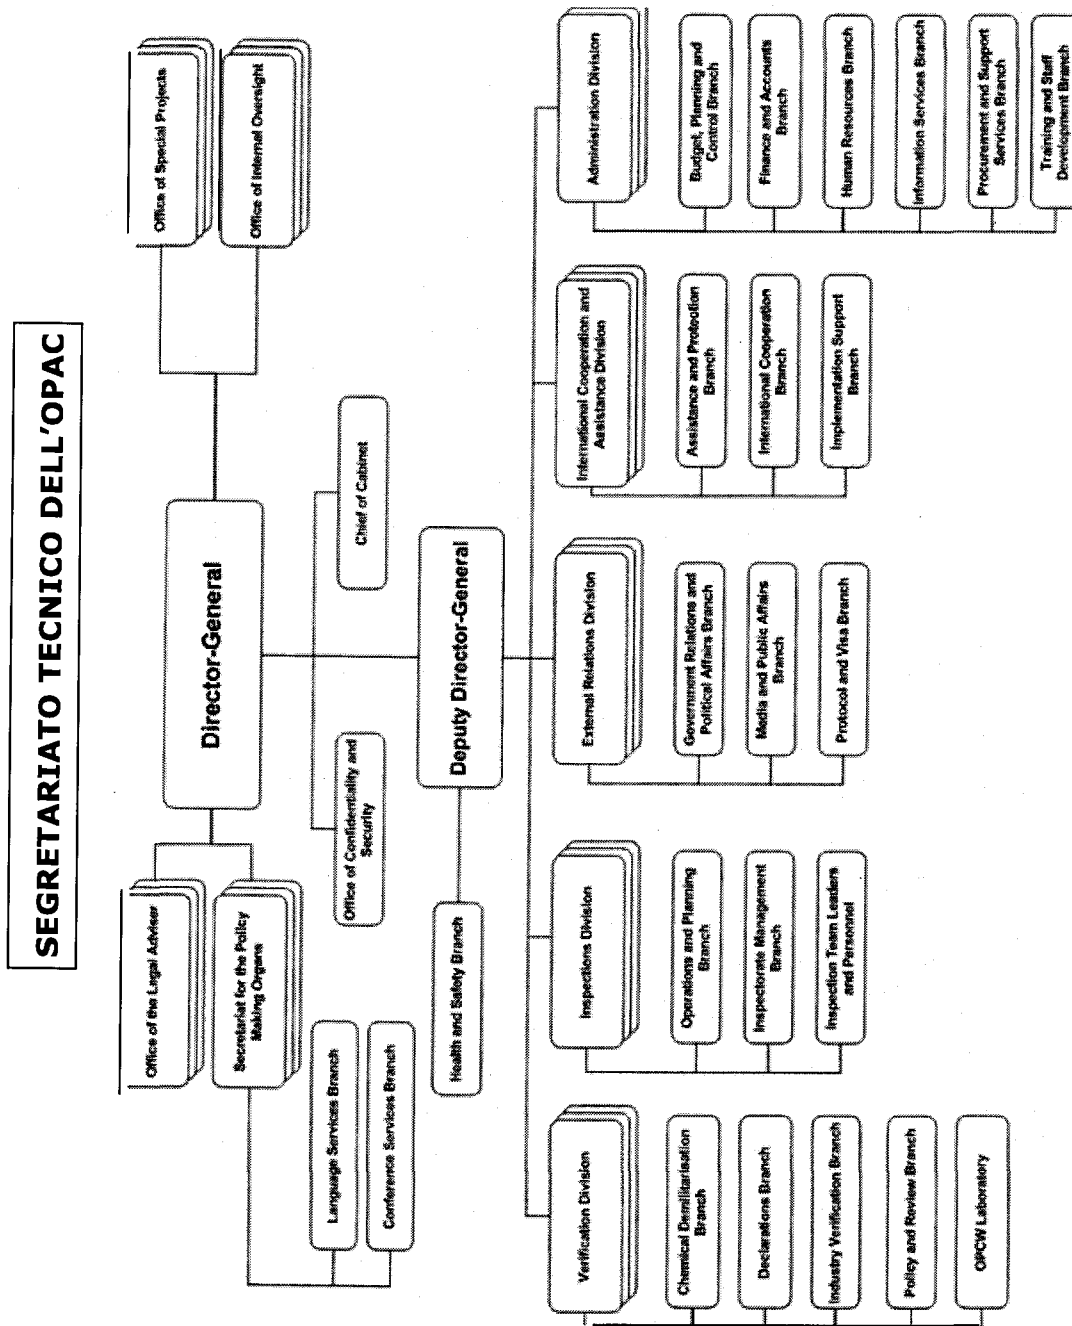 SEGRETARIATO TECNICO DELL'OPAC
Office of the Legal Adviser
Secretariat for the Policy
Making Organs
Language Services Branch
Conference Services Branch
Director-General
Office of Special Projects
Office of Internal Oversight
Office of Confidentiality and
Security
Chief of Cabinet
Health and Safety Branch
Deputy Director-General
Verification Division
Chemical Demilitarisation
Branch
Declarations Branch
Industry Verification Branch
Policy and Review Branch
OPCW Laboratory
Inspections Division
Operations and Planning
Branch
Inspectorate Management
Branch
Inspection Team Leaders
and Personal
External Relations Division
Government Relations and
Political Affairs Branch
Media and Public Affairs
Branch
Protocol and Visa Branch
International Cooperation and
Assistance Division
Assistance and Protection
Branch
International Cooperation
Branch
Implementation Support
Branch
Administration Division
Budget, Planning and
Control Branch
Finance and Accounts
Branch
Human Resources Branch
Information Services Branch
Procurement and Support
Services Branch
Training and Staff
Development Branch